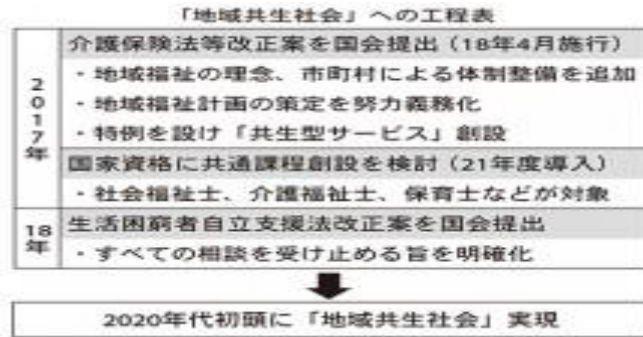 「地域共生社会」への工程表
2017年
介護保険法等改正案を国会提出（18年4月施行）
・地域福祉の理念、市町村による体制整備を追加
・地域福祉計画の策定を努力義務化
・特例を設け「共生型サービス」創設
国家資格に共通課程創設を検討（21年度導入）
・社会福祉士、介護福祉士、保育士などが対象
18年
生活困窮者自立支援法改正案を国会提出
・すべての相談を受け止める旨を明確化
2020年代初頭に「地域共生社会」実現